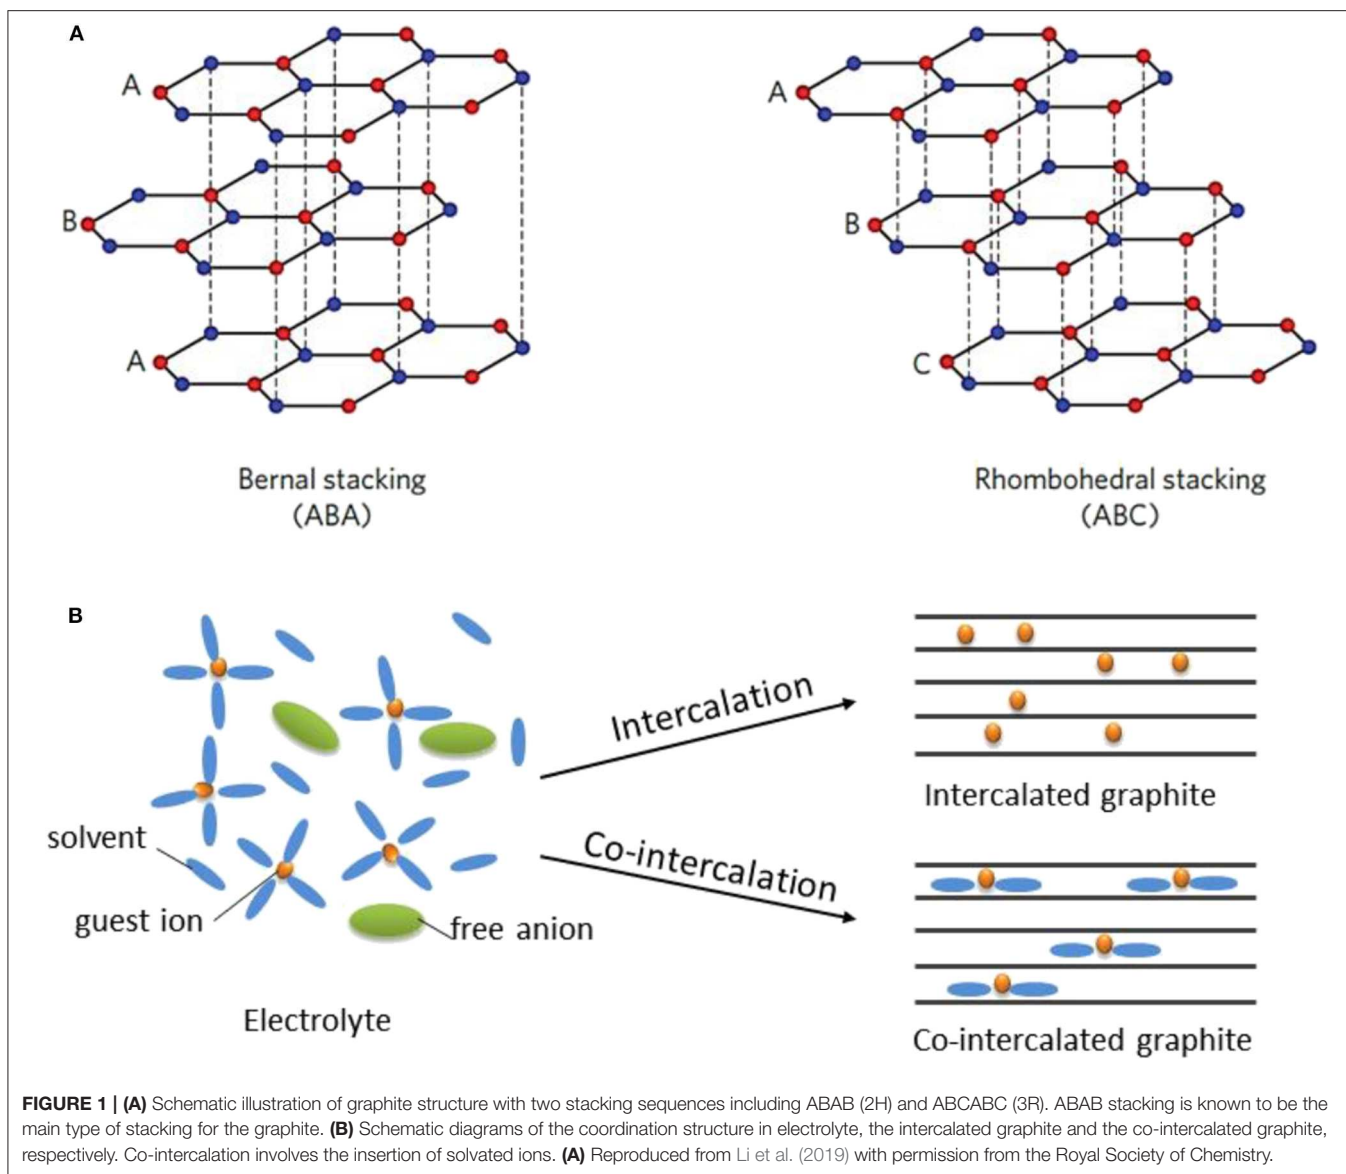 A
A
A
B
B
A
C
Bernal stacking
(ABA)
Rhombohedral stacking
(ABC)
B
Intercalation
Intercalated graphite
solvent
Co-intercalation
guest ion
free anion
Electrolyte
Co-intercalated graphite
FIGURE 1 | (A) Schematic illustration of graphite structure with two stacking sequences including ABAB (2H) and ABCABC (3R). ABAB stacking is known to be the
main type of stacking for the graphite. (B) Schematic diagrams of the coordination structure in electrolyte, the intercalated graphite and the co-intercalated graphite,
respectively. Co-intercalation involves the insertion of solvated ions. (A) Reproduced from Li et al. (2019) with permission from the Royal Society of Chemistry.